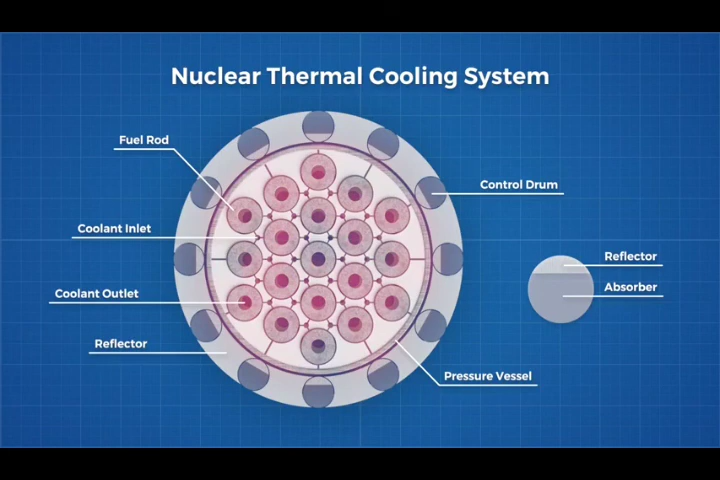 Nuclear Thermal Cooling System
Fuel Rod
Control Drum
Coolant Inlet
Reflector
Absorber
Coolant Outlet
Reflector
Pressure Vessel